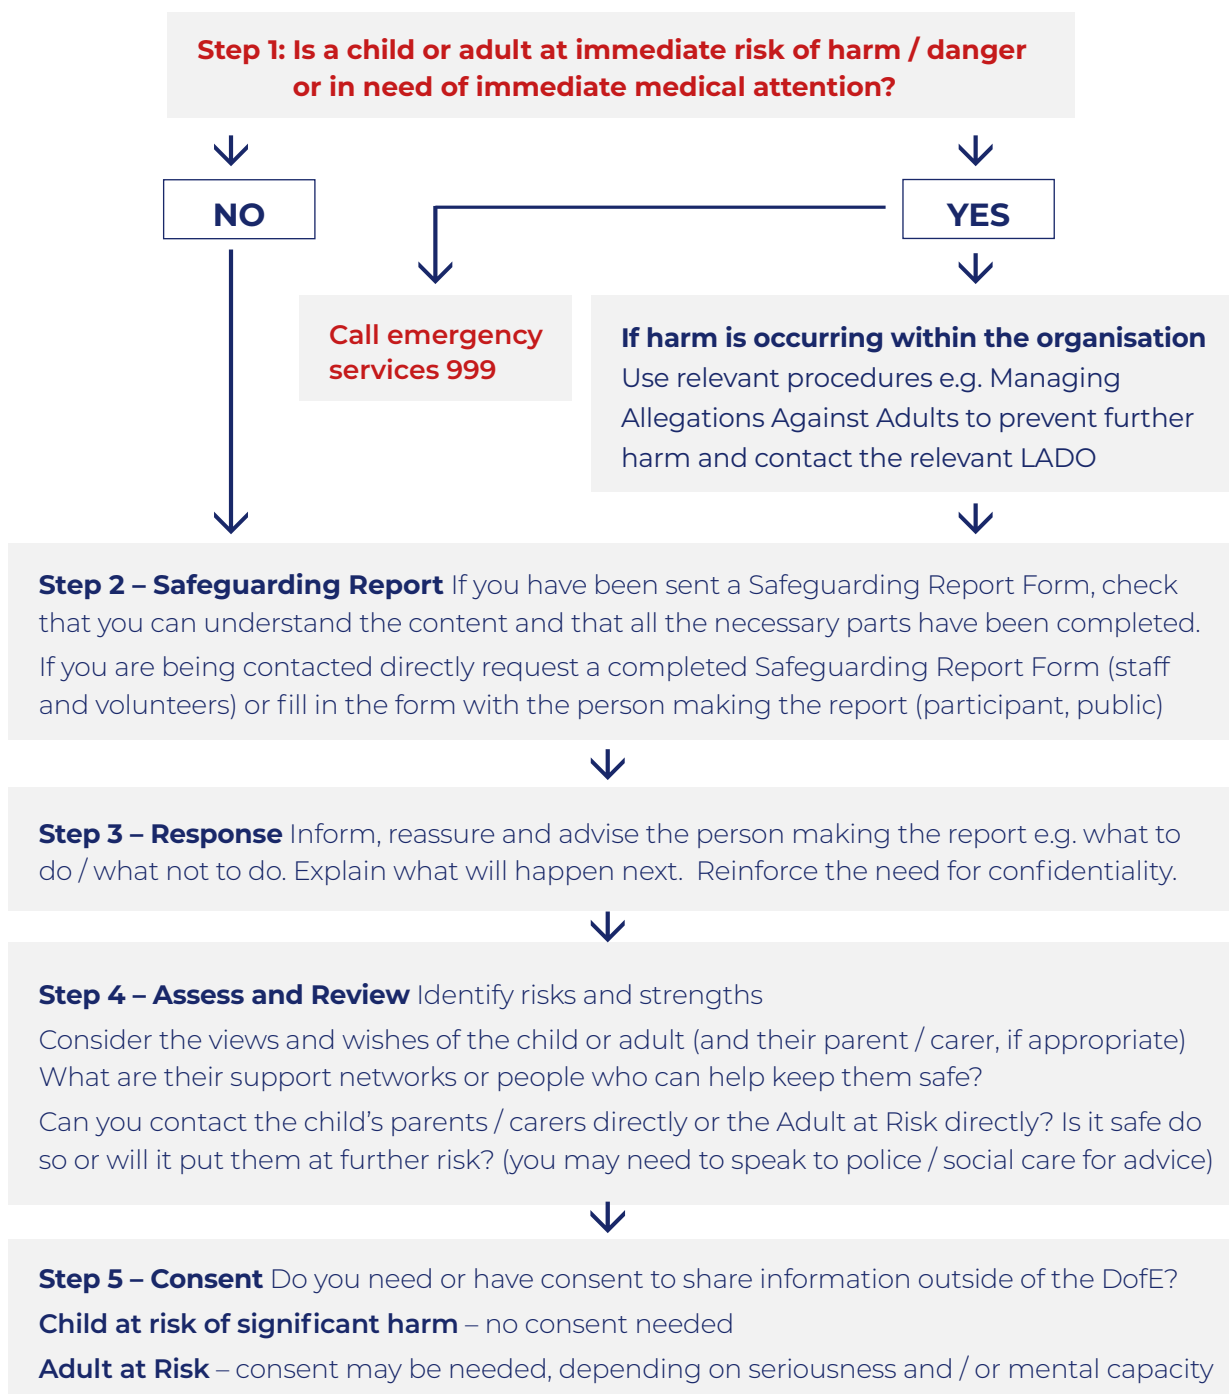 Step 1: Is a child or adult at immediate risk of harm / danger
or in need of immediate medical attention?
NO
YES
Call emergency
services 999
If harm is occurring within the organisation
Use relevant procedures e.g. Managing
Allegations Against Adults to prevent further
harm and contact the relevant LADO
Step 2 – Safeguarding Report If you have been sent a Safeguarding Report Form, check
that you can understand the content and that all the necessary parts have been completed.
If you are being contacted directly request a completed Safeguarding Report Form (staff
and volunteers) or fill in the form with the person making the report (participant, public)
Step 3 – Response Inform, reassure and advise the person making the report e.g. what to
do / what not to do. Explain what will happen next. Reinforce the need for confidentiality.
Step 4 – Assess and Review Identify risks and strengths
Consider the views and wishes of the child or adult (and their parent / carer, if appropriate)
What are their support networks or people who can help keep them safe?
Can you contact the child’s parents / carers directly or the Adult at Risk directly? Is it safe do
so or will it put them at further risk? (you may need to speak to police / social care for advice)
Step 5 – Consent Do you need or have consent to share information outside of the DofE?
Child at risk of significant harm – no consent needed
Adult at Risk – consent may be needed, depending on seriousness and / or mental capacity